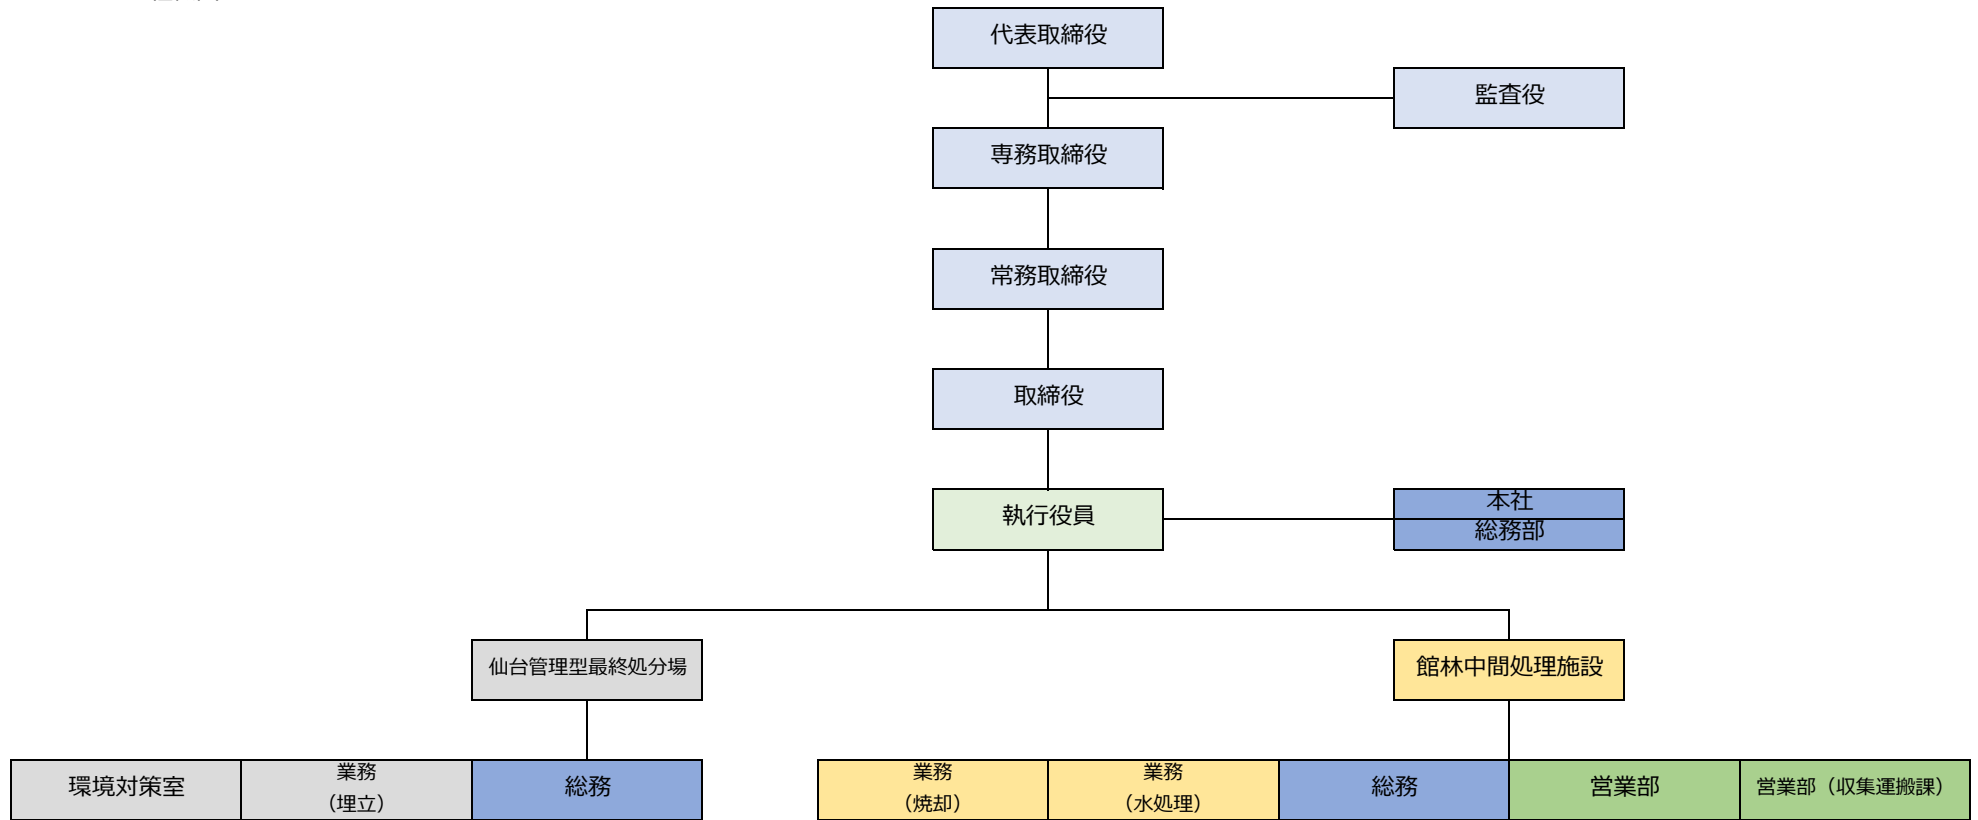 代表取締役
監査役
専務取締役
常務取締役
取締役
執行役員
本社
総務部
仙台管理型最終処分場
館林中間処理施設
環境対策室
業務
（埋立）
総務
業務
（焼却）
業務
（水処理）
総務
営業部
営業部（収集運搬課）